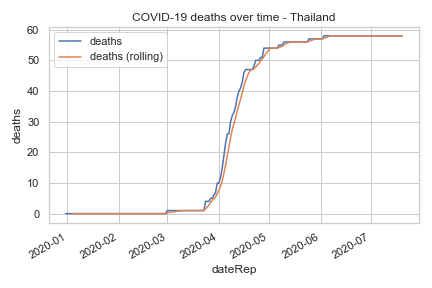 COVID-19 deaths over time - Thailand
deaths
deaths (rolling)
60
50
40
30
20
10
0
deaths
2020-01
2020-02
2020-03
2020-04
2020-05
2020-06
2020-07
dateRep